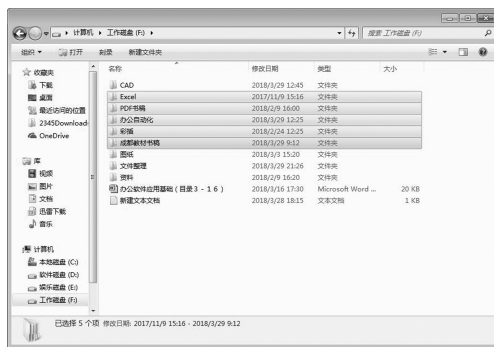 计算机 ▸ 工作磁盘 (F:) ▸
搜索 工作磁盘 (F:)
组织 ▼ 打开 刻录 新建文件夹
名称 修改日期 类型 大小
收藏夹
下载
桌面
最近访问的位置
2345Download
OneDrive
库
视频
图片
文档
迅雷下载
音乐
计算机
本地磁盘 (C:)
软件磁盘 (D:)
娱乐磁盘 (E:)
工作磁盘 (F:)
CAD 2018/3/29 12:45 文件夹
Excel 2017/11/9 15:16 文件夹
PDF书稿 2018/2/9 16:00 文件夹
办公自动化 2018/3/29 12:25 文件夹
彩插 2018/2/24 12:25 文件夹
成都教材书稿 2018/3/29 9:12 文件夹
图纸 2018/3/3 15:20 文件夹
文件整理 2018/3/29 21:26 文件夹
资料 2018/2/9 16:20 文件夹
办公软件应用基础（目录3-16） 2018/3/16 17:30 Microsoft Word ... 20 KB
新建文本文档 2018/3/28 18:15 文本文档 1 KB
已选择 5 个项 修改日期: 2017/11/9 15:16 - 2018/3/29 9:12